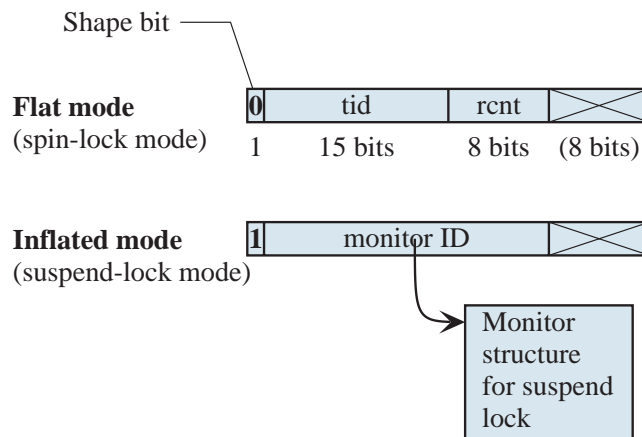 Shape bit
Flat mode
(spin-lock mode)
0 tid rcnt
1 15 bits 8 bits (8 bits)
Inflated mode
(suspend-lock mode)
1 monitor ID
Monitor
structure
for suspend
lock